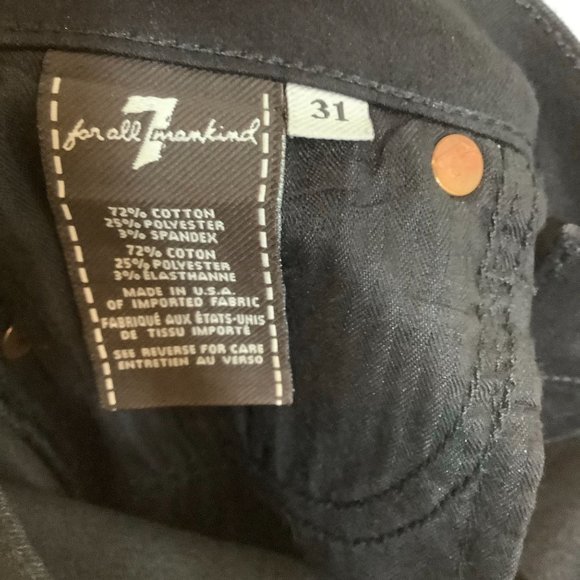 for all 7 mankind
31
72% COTTON
25% POLYESTER
3% SPANDEX
72% COTON
25% POLYESTER
3% ÉLASTHANNE
MADE IN U.S.A.
OF IMPORTED FABRIC
FABRIQUÉ AUX ÉTATS-UNIS
DE TISSU IMPORTÉ
SEE REVERSE FOR CARE
ENTRETIEN AU VERSO